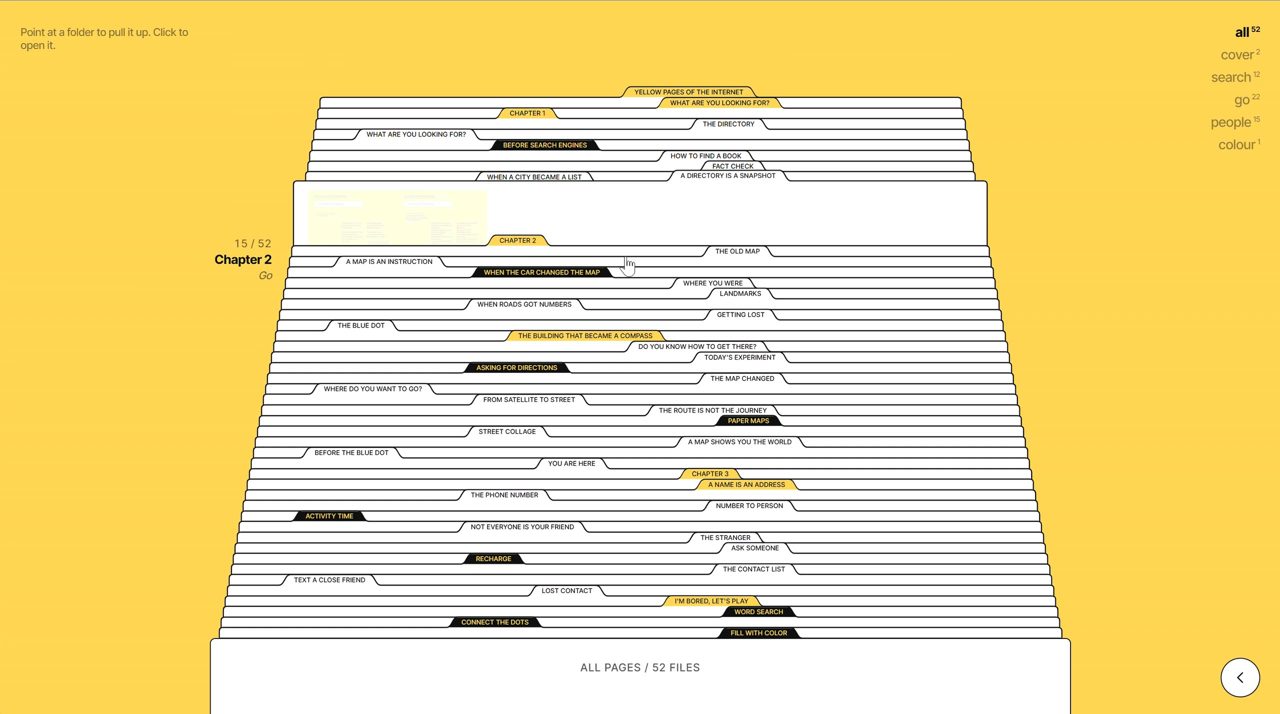 Point at a folder to pull it up. Click to
open it.
all 52
cover 2
search 12
go 22
people 15
colour 1
YELLOW PAGES OF THE INTERNET
WHAT ARE YOU LOOKING FOR?
CHAPTER 1
THE DIRECTORY
WHAT ARE YOU LOOKING FOR?
BEFORE SEARCH ENGINES
HOW TO FIND A BOOK
FACT CHECK
A DIRECTORY IS A SNAPSHOT
WHEN A CITY BECAME A LIST
15 / 52
Chapter 2
Go
CHAPTER 2
THE OLD MAP
A MAP IS AN INSTRUCTION
WHEN THE CAR CHANGED THE MAP
WHERE YOU WERE
LANDMARKS
WHEN ROADS GOT NUMBERS
GETTING LOST
THE BLUE DOT
THE BUILDING THAT BECAME A COMPASS
DO YOU KNOW HOW TO GET THERE?
TODAY'S EXPERIMENT
ASKING FOR DIRECTIONS
THE MAP CHANGED
WHERE DO YOU WANT TO GO?
FROM SATELLITE TO STREET
THE ROUTE IS NOT THE JOURNEY
PAPER MAPS
STREET COLLAGE
A MAP SHOWS YOU THE WORLD
BEFORE THE BLUE DOT
YOU ARE HERE
CHAPTER 3
A NAME IS AN ADDRESS
THE PHONE NUMBER
NUMBER TO PERSON
ACTIVITY TIME
NOT EVERYONE IS YOUR FRIEND
THE STRANGER
ASK SOMEONE
RECHARGE
THE CONTACT LIST
TEXT A CLOSE FRIEND
LOST CONTACT
I'M BORED, LET'S PLAY
WORD SEARCH
CONNECT THE DOTS
FILL WITH COLOR
ALL PAGES / 52 FILES